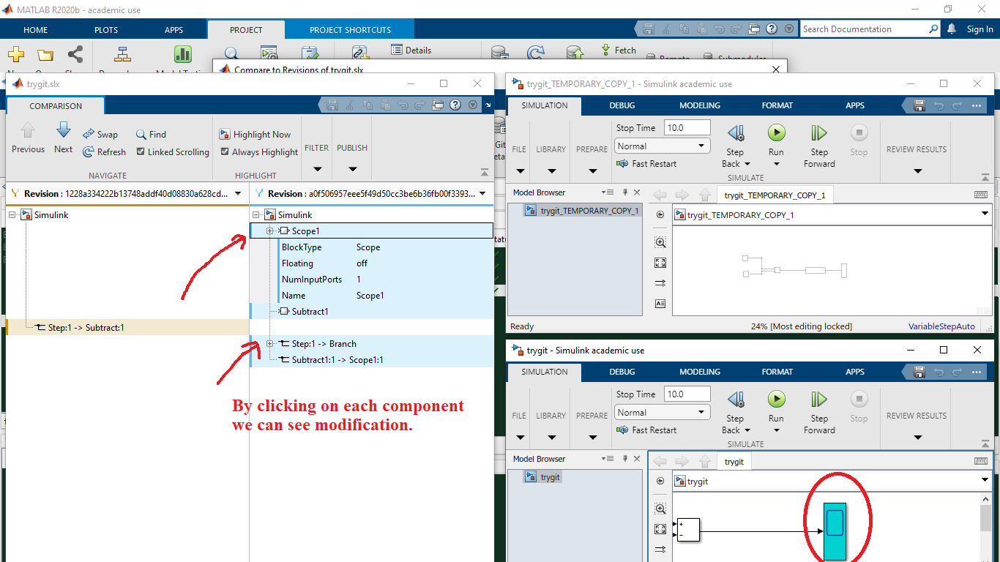 MATLAB R2020b - academic use
HOME PLOTS APPS PROJECT PROJECT SHORTCUTS Search Documentation Sign In
Details
Fetch
Compare to Revisions of trygit.slx
trygit.slx
COMPARISON
Previous Next Swap Find Highlight Now FILTER PUBLISH
Refresh Linked Scrolling Always Highlight
NAVIGATE HIGHLIGHT
Revision : 1228a334222b13748addf40d08830a628cd... Revision : a0f506957eee5f49d50cc3be6b36fb00f3393...
Simulink Simulink
Scope1
BlockType Scope
Floating off
NumInputPorts 1
Name Scope1
Subtract1
Step:1 -> Subtract:1
Step:1 -> Branch
Subtract1:1 -> Scope1:1
By clicking on each component
we can see modification.
trygit_TEMPORARY_COPY_1 - Simulink academic use
SIMULATION DEBUG MODELING FORMAT APPS
FILE LIBRARY PREPARE Stop Time 10.0 Step Back Run Step Forward Stop REVIEW RESULTS
Normal
Fast Restart
SIMULATE
Model Browser trygit_TEMPORARY_COPY_1
trygit_TEMPORARY_COPY_1 trygit_TEMPORARY_COPY_1
Ready 24% [Most editing locked] VariableStepAuto
trygit - Simulink academic use
SIMULATION DEBUG MODELING FORMAT APPS
FILE LIBRARY PREPARE Stop Time 10.0 Step Back Run Step Forward Stop REVIEW RESULTS
Normal
Fast Restart
SIMULATE
Model Browser trygit
trygit trygit
+
−